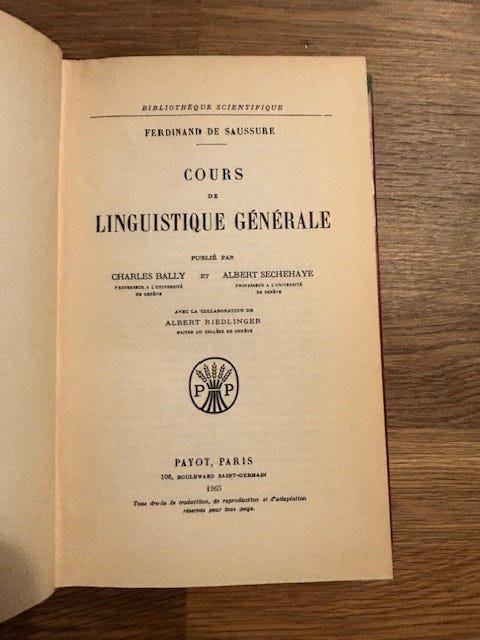 BIBLIOTHÈQUE SCIENTIFIQUE
FERDINAND DE SAUSSURE
COURS
DE
LINGUISTIQUE GÉNÉRALE
PUBLIÉ PAR
CHARLES BALLY ET ALBERT SECHEHAYE
PROFESSEUR A L'UNIVERSITÉ PROFESSEUR A L'UNIVERSITÉ
DE GENÈVE DE GENÈVE
AVEC LA COLLABORATION DE
ALBERT RIEDLINGER
MAITRE AU COLLÈGE DE GENÈVE
P P
PAYOT, PARIS
106, BOULEVARD SAINT-GERMAIN
1965
Tous droits de traduction, de reproduction et d'adaptation
réservés pour tous pays.